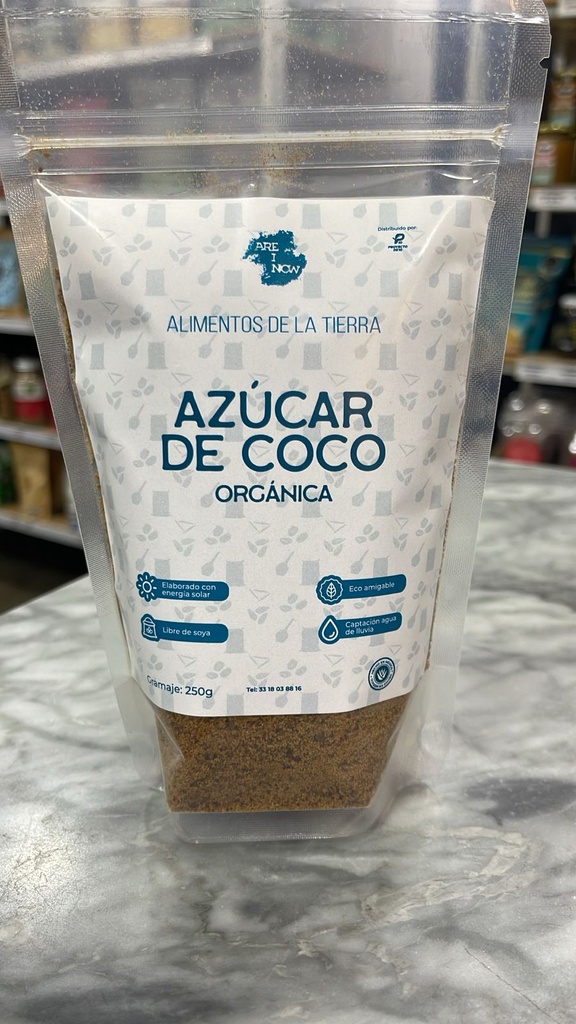 ARE
I
NOW
Distribuido por:
PROYECTO
ALIMENTOS DE LA TIERRA
AZÚCAR
DE COCO
ORGÁNICA
Elaborado con
energía solar
Eco amigable
Libre de soya
Captación agua
de lluvia
Gramaje: 250g
Tel: 33 18 03 88 16